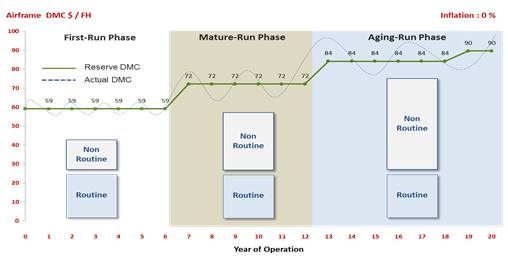 Airframe DMC $ / FH
Inflation : 0 %
First-Run Phase
Mature-Run Phase
Aging-Run Phase
Reserve DMC
Actual DMC
100
90
80
70
60
50
40
30
20
10
0
59 59 59 59 59 59 72 72 72 72 72 72 84 84 84 84 84 84 90 90
Non
Routine
Routine
Non
Routine
Routine
Non
Routine
Routine
0 1 2 3 4 5 6 7 8 9 10 11 12 13 14 15 16 17 18 19 20
Year of Operation